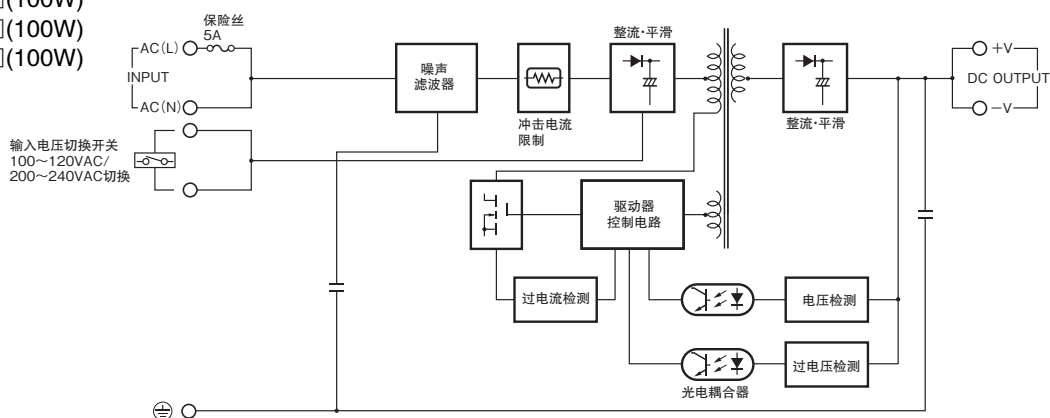 (100W)
(100W)
(100W)
保险丝
5A
AC(L)
INPUT
AC(N)
输入电压切换开关
100～120VAC/
200～240VAC切换
噪声
滤波器
冲击电流
限制
整流·平滑
整流·平滑
+V
DC OUTPUT
−V
驱动器
控制电路
过电流检测
电压检测
过电压检测
光电耦合器